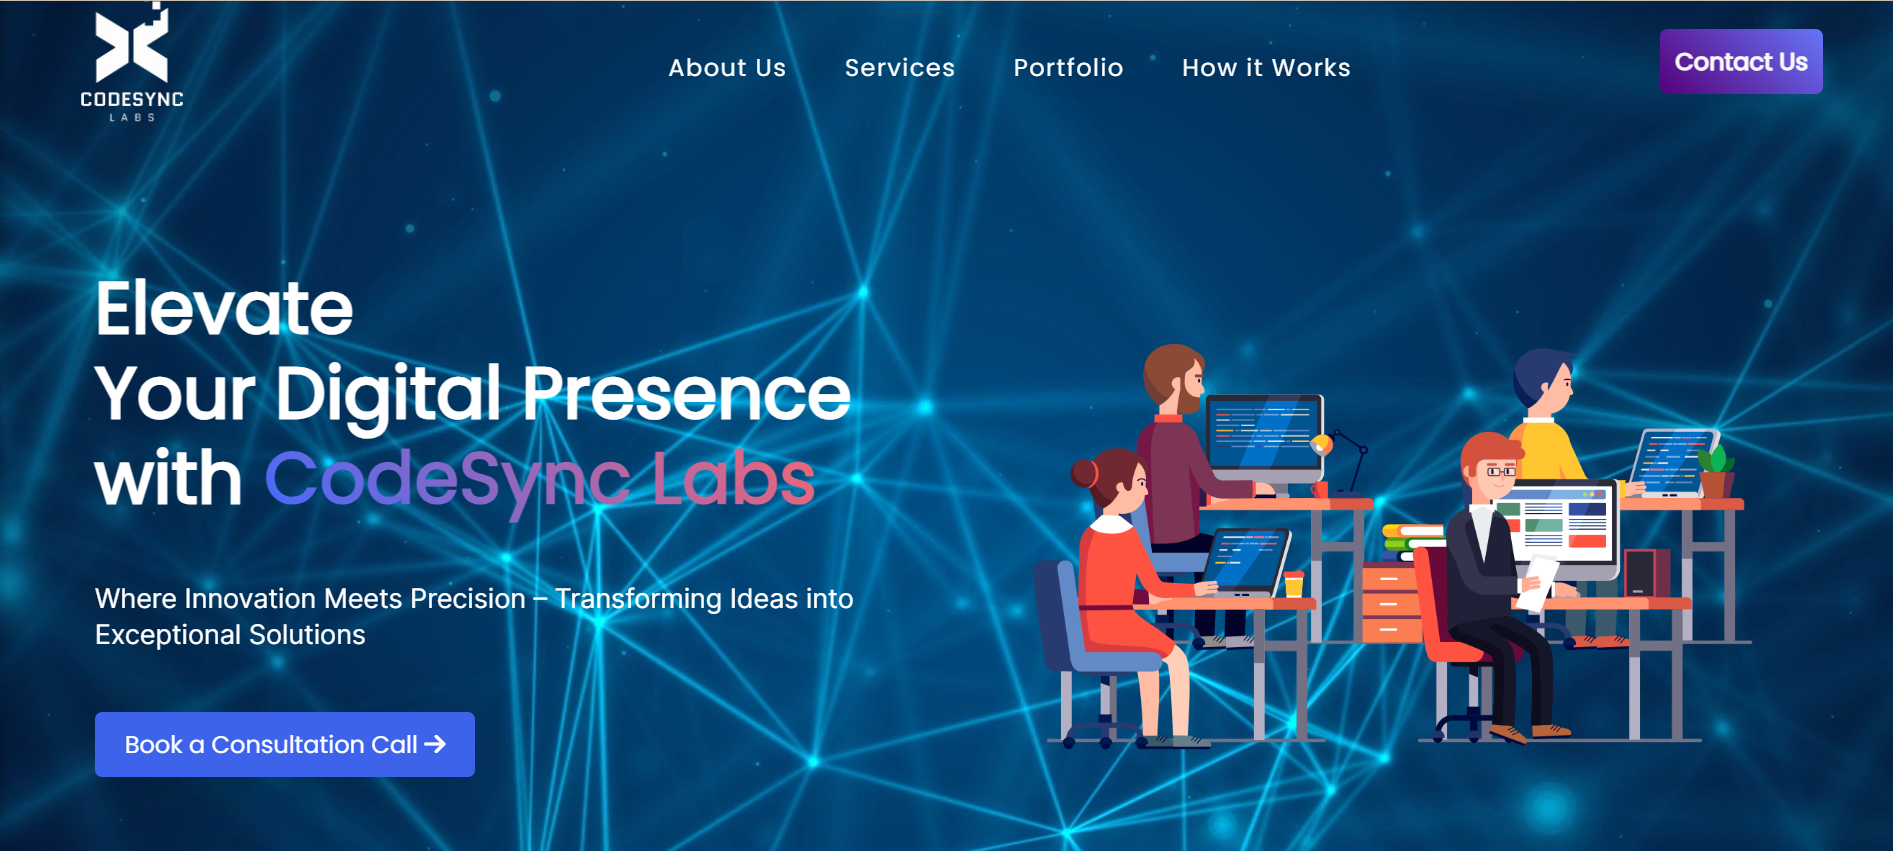 CODESYNC
LABS
About Us
Services
Portfolio
How it Works
Contact Us
Elevate
Your Digital Presence
with CodeSync Labs
Where Innovation Meets Precision – Transforming Ideas into
Exceptional Solutions
Book a Consultation Call →